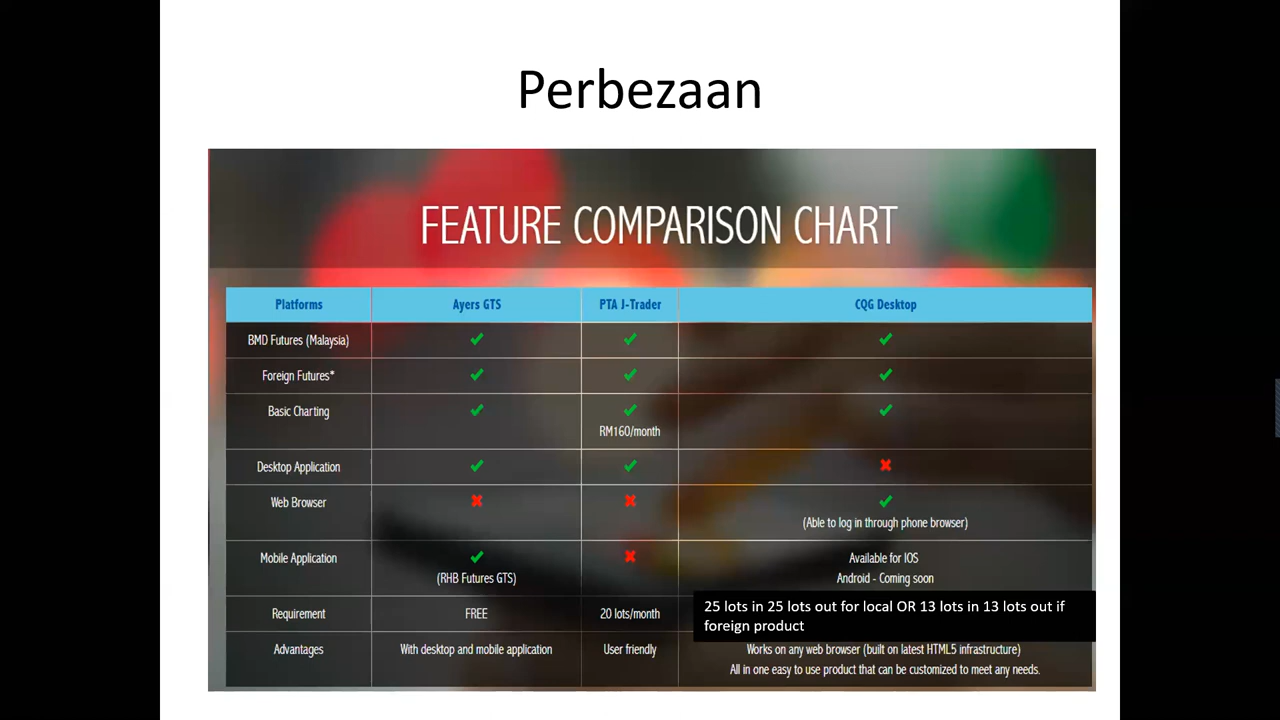 Perbezaan
FEATURE COMPARISON CHART
Platforms Ayers GTS PTA J-Trader CQG Desktop
BMD Futures (Malaysia) ✔ ✔ ✔
Foreign Futures* ✔ ✔ ✔
Basic Charting ✔ ✔ ✔
RM160/month
Desktop Application ✔ ✔ ✖
Web Browser ✖ ✖ ✔
(Able to log in through phone browser)
Mobile Application ✔ ✖ Available for IOS
(RHB Futures GTS) Android - Coming soon
Requirement FREE 20 lots/month 25 lots in 25 lots out for local OR 13 lots in 13 lots out if
foreign product
Advantages With desktop and mobile application User friendly Works on any web browser (built on latest HTML5 infrastructure)
All in one easy to use product that can be customized to meet any needs.